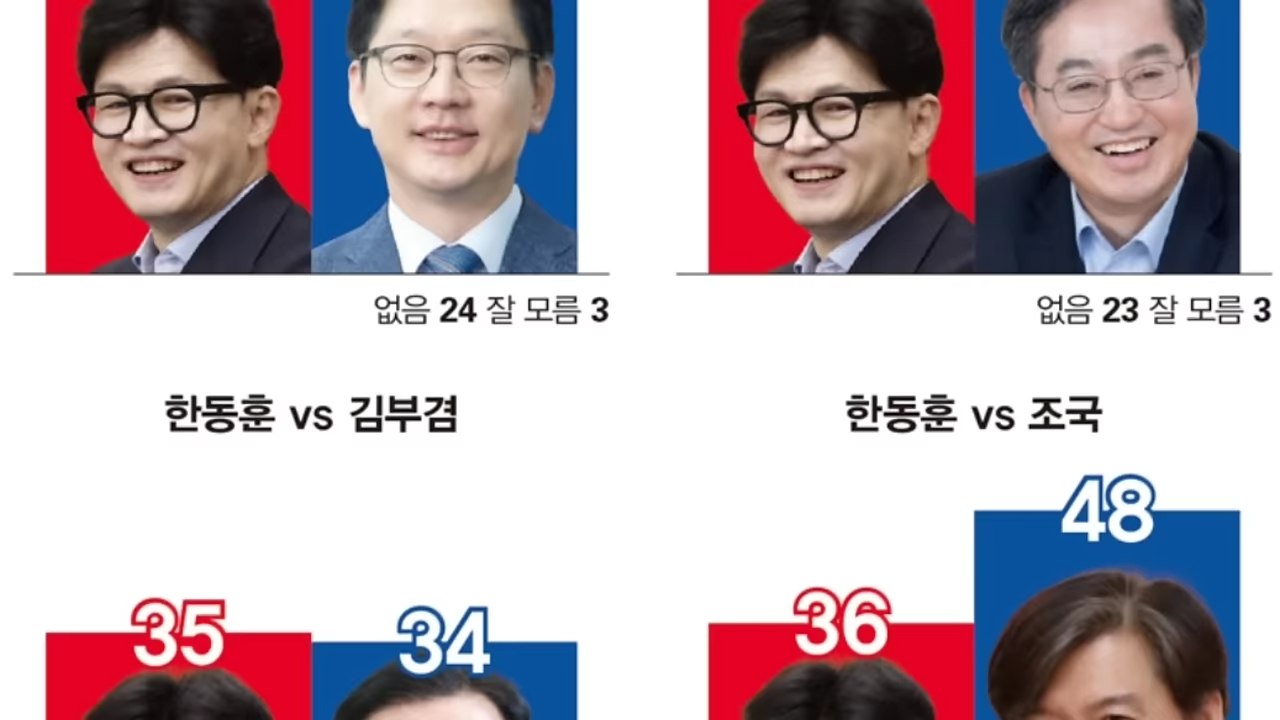 없음 24 잘 모름 3
없음 23 잘 모름 3
한동훈 vs 김부겸
한동훈 vs 조국
48
35
34
36